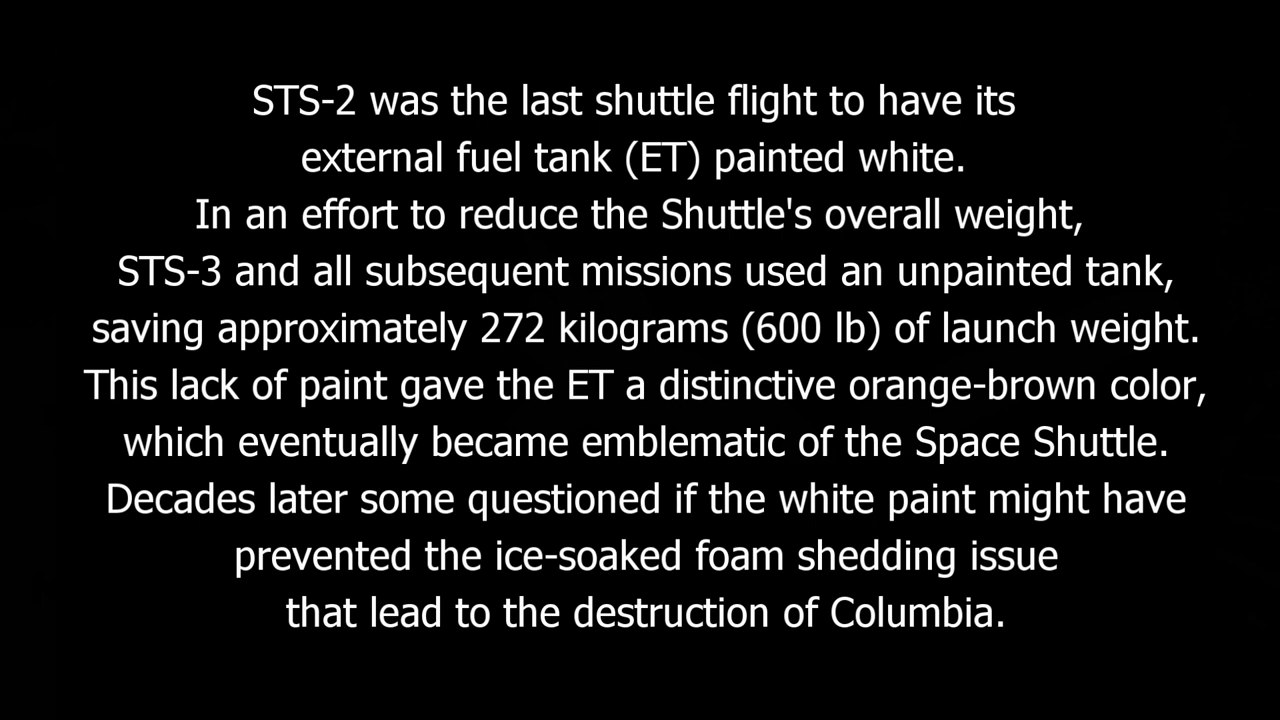 STS-2 was the last shuttle flight to have its
external fuel tank (ET) painted white.
In an effort to reduce the Shuttle's overall weight,
STS-3 and all subsequent missions used an unpainted tank,
saving approximately 272 kilograms (600 lb) of launch weight.
This lack of paint gave the ET a distinctive orange-brown color,
which eventually became emblematic of the Space Shuttle.
Decades later some questioned if the white paint might have
prevented the ice-soaked foam shedding issue
that lead to the destruction of Columbia.